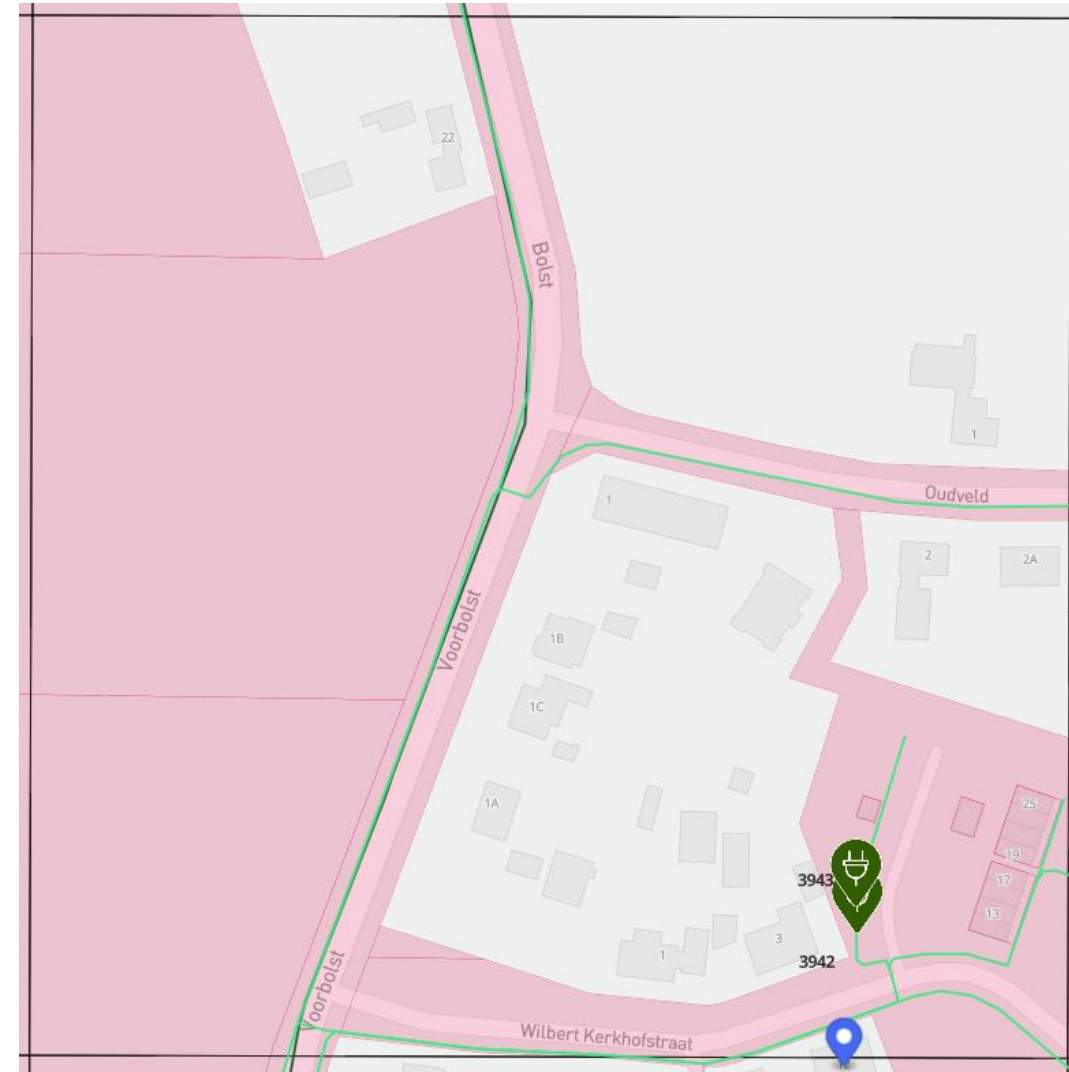 22
Bolst
1
Oudveld
1
2
2A
1B
Voorbolst
1C
1A
25
19
3943
17
13
3
1
3942
Voorbolst
Wilbert Kerkhofstraat